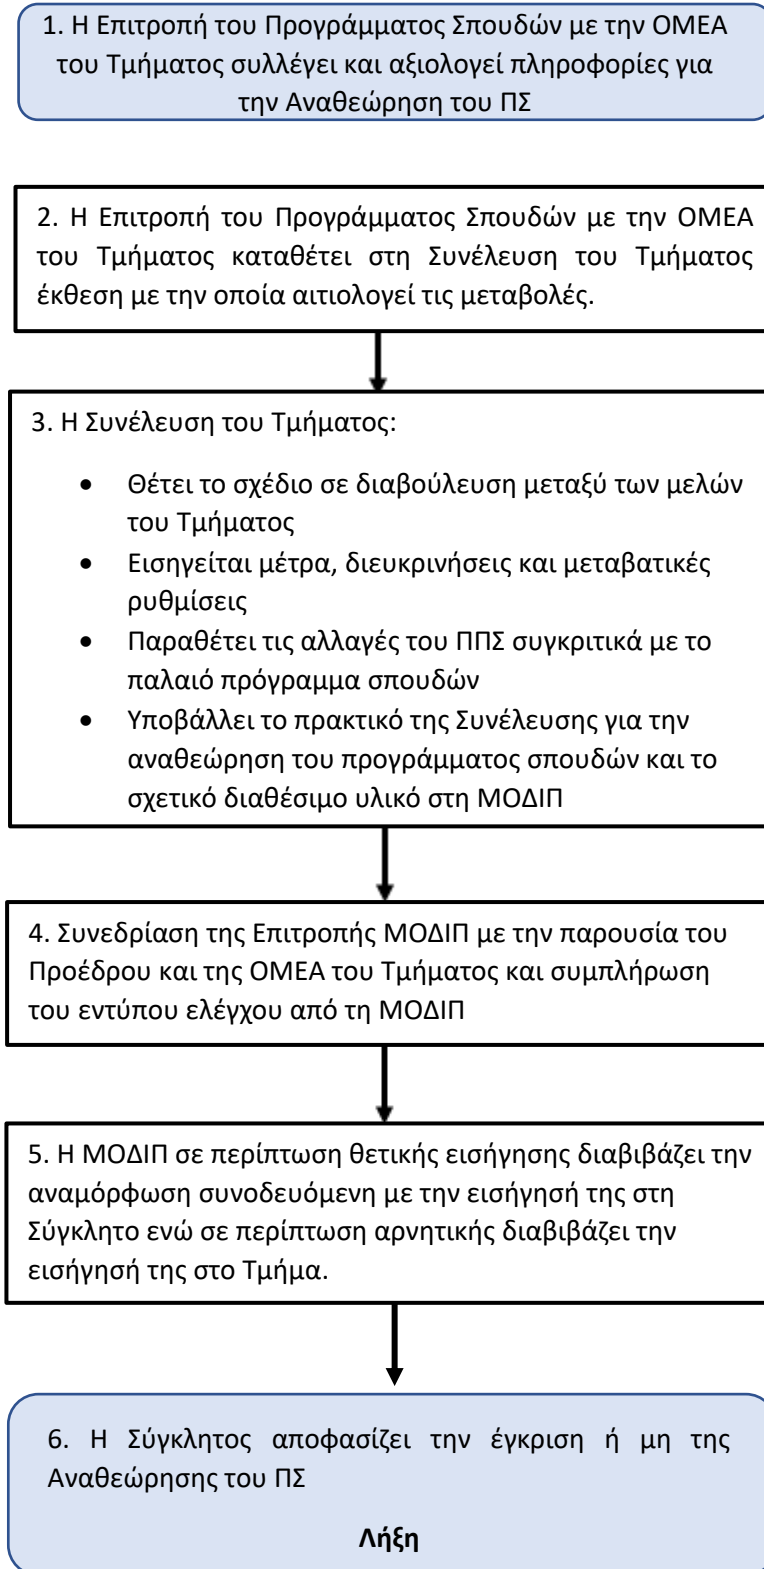 1. Η Επιτροπή του Προγράμματος Σπουδών με την ΟΜΕΑ
του Τμήματος συλλέγει και αξιολογεί πληροφορίες για
την Αναθεώρηση του ΠΣ
2. Η Επιτροπή του Προγράμματος Σπουδών με την ΟΜΕΑ
του Τμήματος καταθέτει στη Συνέλευση του Τμήματος
έκθεση με την οποία αιτιολογεί τις μεταβολές.
3. Η Συνέλευση του Τμήματος:
• Θέτει το σχέδιο σε διαβούλευση μεταξύ των μελών
του Τμήματος
• Εισηγείται μέτρα, διευκρινήσεις και μεταβατικές
ρυθμίσεις
• Παραθέτει τις αλλαγές του ΠΠΣ συγκριτικά με το
παλαιό πρόγραμμα σπουδών
• Υποβάλλει το πρακτικό της Συνέλευσης για την
αναθεώρηση του προγράμματος σπουδών και το
σχετικό διαθέσιμο υλικό στη ΜΟΔΙΠ
4. Συνεδρίαση της Επιτροπής ΜΟΔΙΠ με την παρουσία του
Προέδρου και της ΟΜΕΑ του Τμήματος και συμπλήρωση
του εντύπου ελέγχου από τη ΜΟΔΙΠ
5. Η ΜΟΔΙΠ σε περίπτωση θετικής εισήγησης διαβιβάζει την
αναμόρφωση συνοδευόμενη με την εισήγησή της στη
Σύγκλητο ενώ σε περίπτωση αρνητικής διαβιβάζει την
εισήγησή της στο Τμήμα.
6. Η Σύγκλητος αποφασίζει την έγκριση ή μη της
Αναθεώρησης του ΠΣ
Λήξη